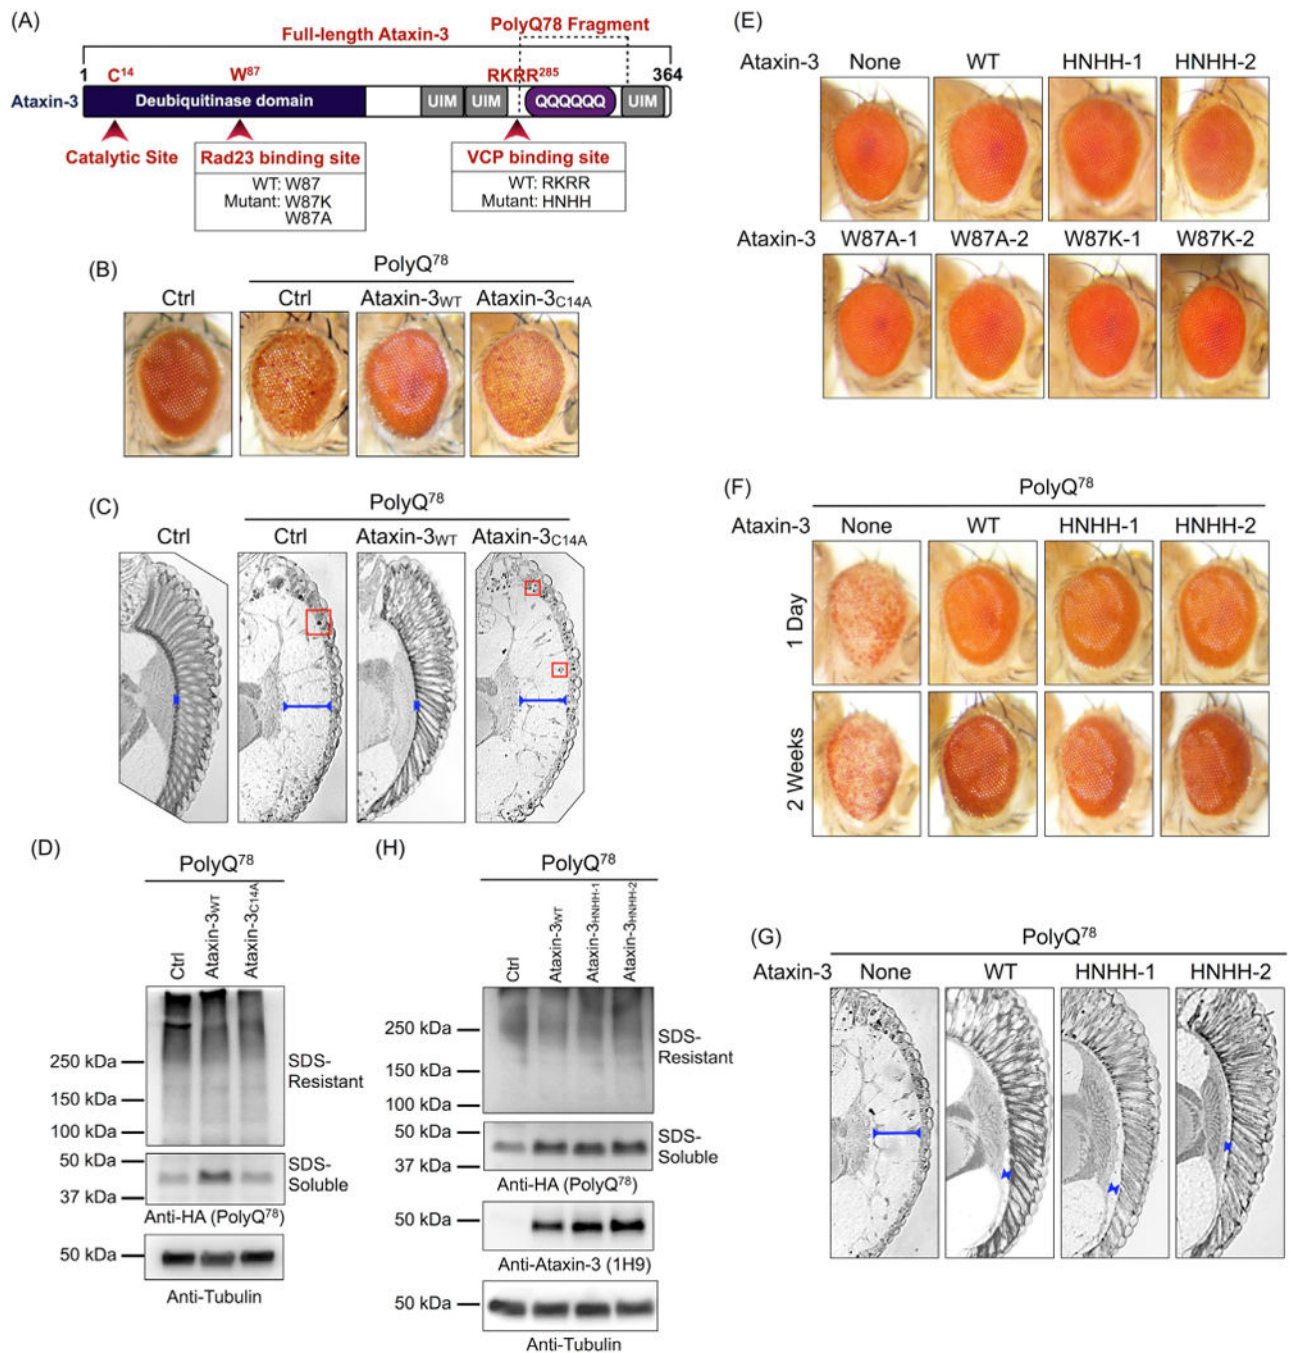 (A)
Full-length Ataxin-3
PolyQ78 Fragment
1
C14
W87
RKRR285
364
Ataxin-3
Deubiquitinase domain
UIM
UIM
QQQQQQ
UIM
Catalytic Site
Rad23 binding site
WT: W87
Mutant: W87K
W87A
VCP binding site
WT: RKRR
Mutant: HNHH
(B)
PolyQ78
Ctrl
Ctrl
Ataxin-3WT
Ataxin-3C14A
(C)
PolyQ78
Ctrl
Ctrl
Ataxin-3WT
Ataxin-3C14A
(D)
PolyQ78
Ctrl
Ataxin-3WT
Ataxin-3C14A
250 kDa
150 kDa
100 kDa
SDS-
Resistant
50 kDa
37 kDa
SDS-
Soluble
Anti-HA (PolyQ78)
50 kDa
Anti-Tubulin
(H)
PolyQ78
Ctrl
Ataxin-3WT
Ataxin-3HNHH-1
Ataxin-3HNHH-2
250 kDa
150 kDa
100 kDa
SDS-
Resistant
50 kDa
37 kDa
SDS-
Soluble
Anti-HA (PolyQ78)
50 kDa
Anti-Ataxin-3 (1H9)
50 kDa
Anti-Tubulin
(E)
Ataxin-3 None WT HNHH-1 HNHH-2
Ataxin-3 W87A-1 W87A-2 W87K-1 W87K-2
(F)
PolyQ78
Ataxin-3 None WT HNHH-1 HNHH-2
1 Day
2 Weeks
(G)
PolyQ78
Ataxin-3 None WT HNHH-1 HNHH-2